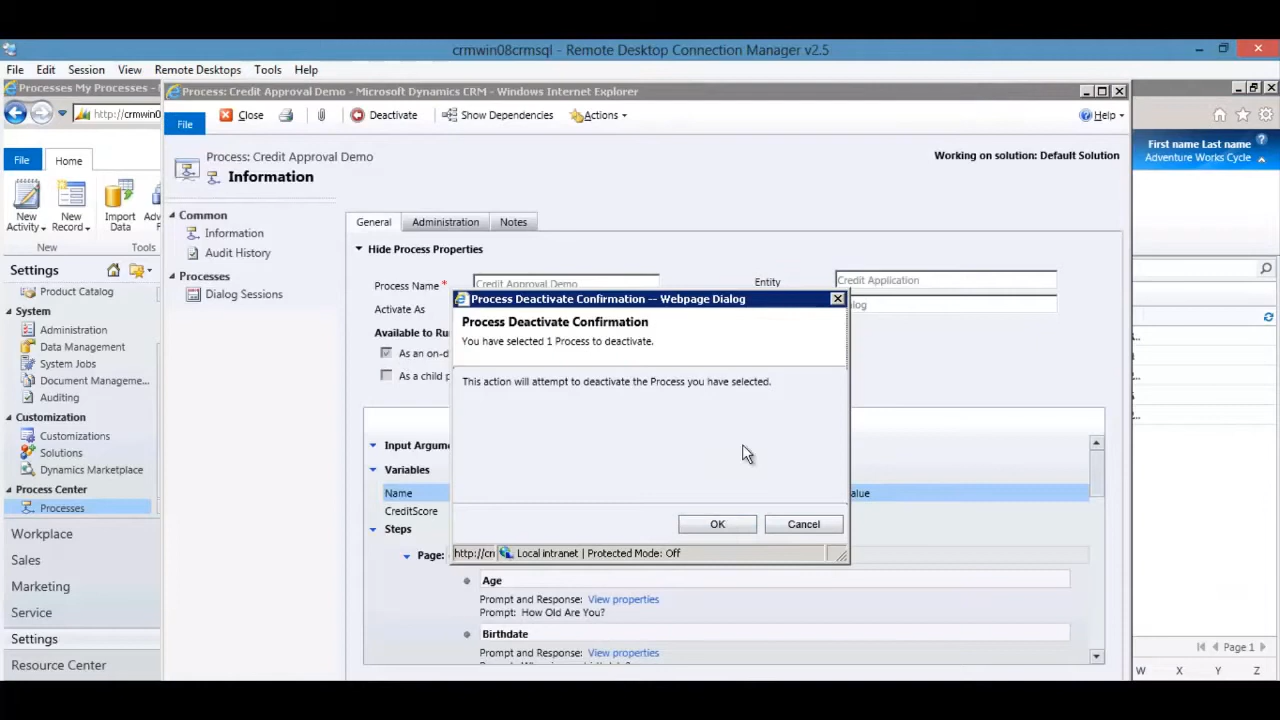 crmwin08crmsql - Remote Desktop Connection Manager v2.5
File Edit Session View Remote Desktops Tools Help
Processes My Processes -
Process: Credit Approval Demo - Microsoft Dynamics CRM - Windows Internet Explorer
http://crmwin0
File Close Deactivate Show Dependencies Actions Help
First name Last name
Adventure Works Cycle
File Home
Process: Credit Approval Demo
Information
Working on solution: Default Solution
New Activity
New Record
Import Data
New Tools
Common
Information
Audit History
Processes
Dialog Sessions
General Administration Notes
Hide Process Properties
Process Name * Credit Approval Demo
Entity Credit Application
Activate As
Available to Ru
As an on-d
As a child p
Settings
Product Catalog
System
Administration
Data Management
System Jobs
Document Manageme...
Auditing
Customization
Customizations
Solutions
Dynamics Marketplace
Process Center
Processes
Workplace
Sales
Marketing
Service
Settings
Resource Center
Process Deactivate Confirmation -- Webpage Dialog
Process Deactivate Confirmation
You have selected 1 Process to deactivate.
This action will attempt to deactivate the Process you have selected.
OK Cancel
http://cn Local intranet | Protected Mode: Off
Input Argum
Variables
Name
CreditScore
Steps
Page:
Age
Prompt and Response: View properties
Prompt: How Old Are You?
Birthdate
Prompt and Response: View properties
Page 1
W X Y Z